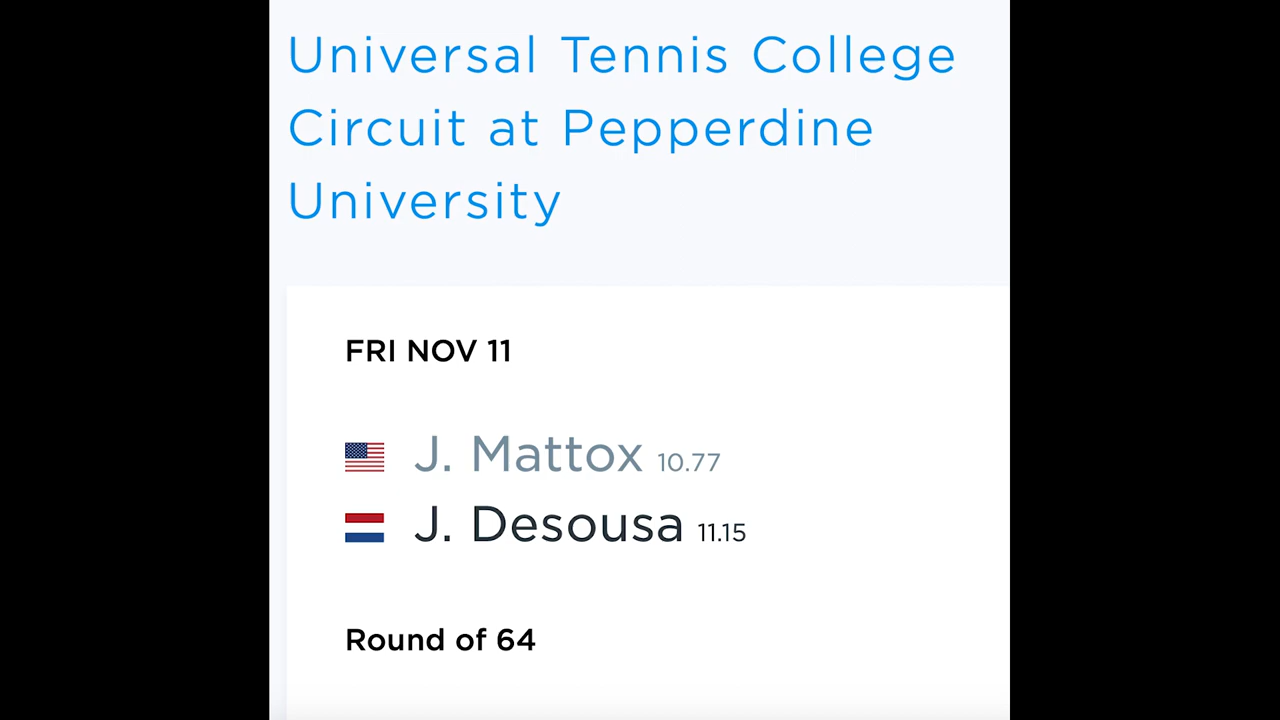 Universal Tennis College
Circuit at Pepperdine
University
FRI NOV 11
J. Mattox 10.77
J. Desousa 11.15
Round of 64